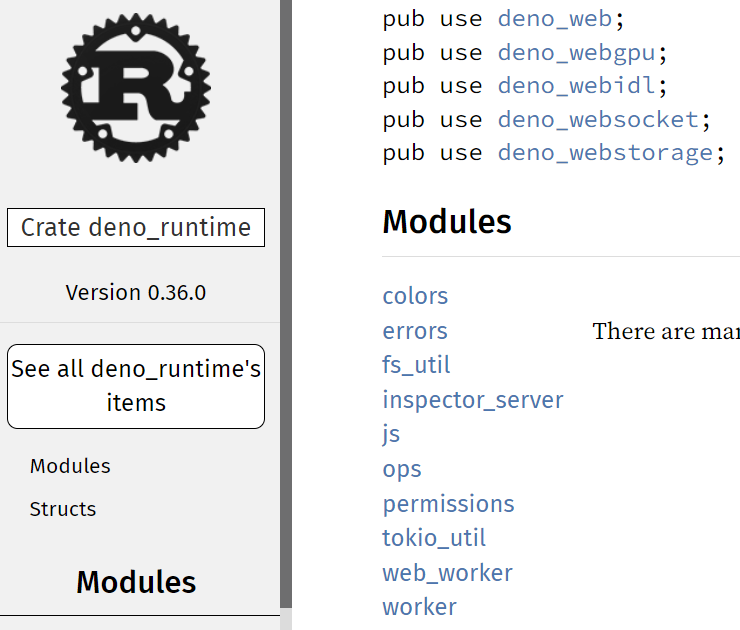 R
Crate deno_runtime
Version 0.36.0
See all deno_runtime's
items
Modules
Structs
Modules
pub use deno_web;
pub use deno_webgpu;
pub use deno_webidl;
pub use deno_websocket;
pub use deno_webstorage;
Modules
colors
errors There are
fs_util
inspector_server
js
ops
permissions
tokio_util
web_worker
worker